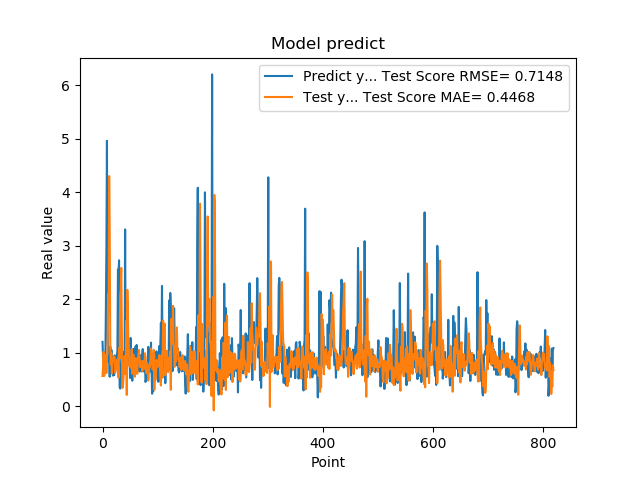 Model predict
Predict y... Test Score RMSE= 0.7148
Test y... Test Score MAE= 0.4468
Real value
6
5
4
3
2
1
0
0 200 400 600 800
Point